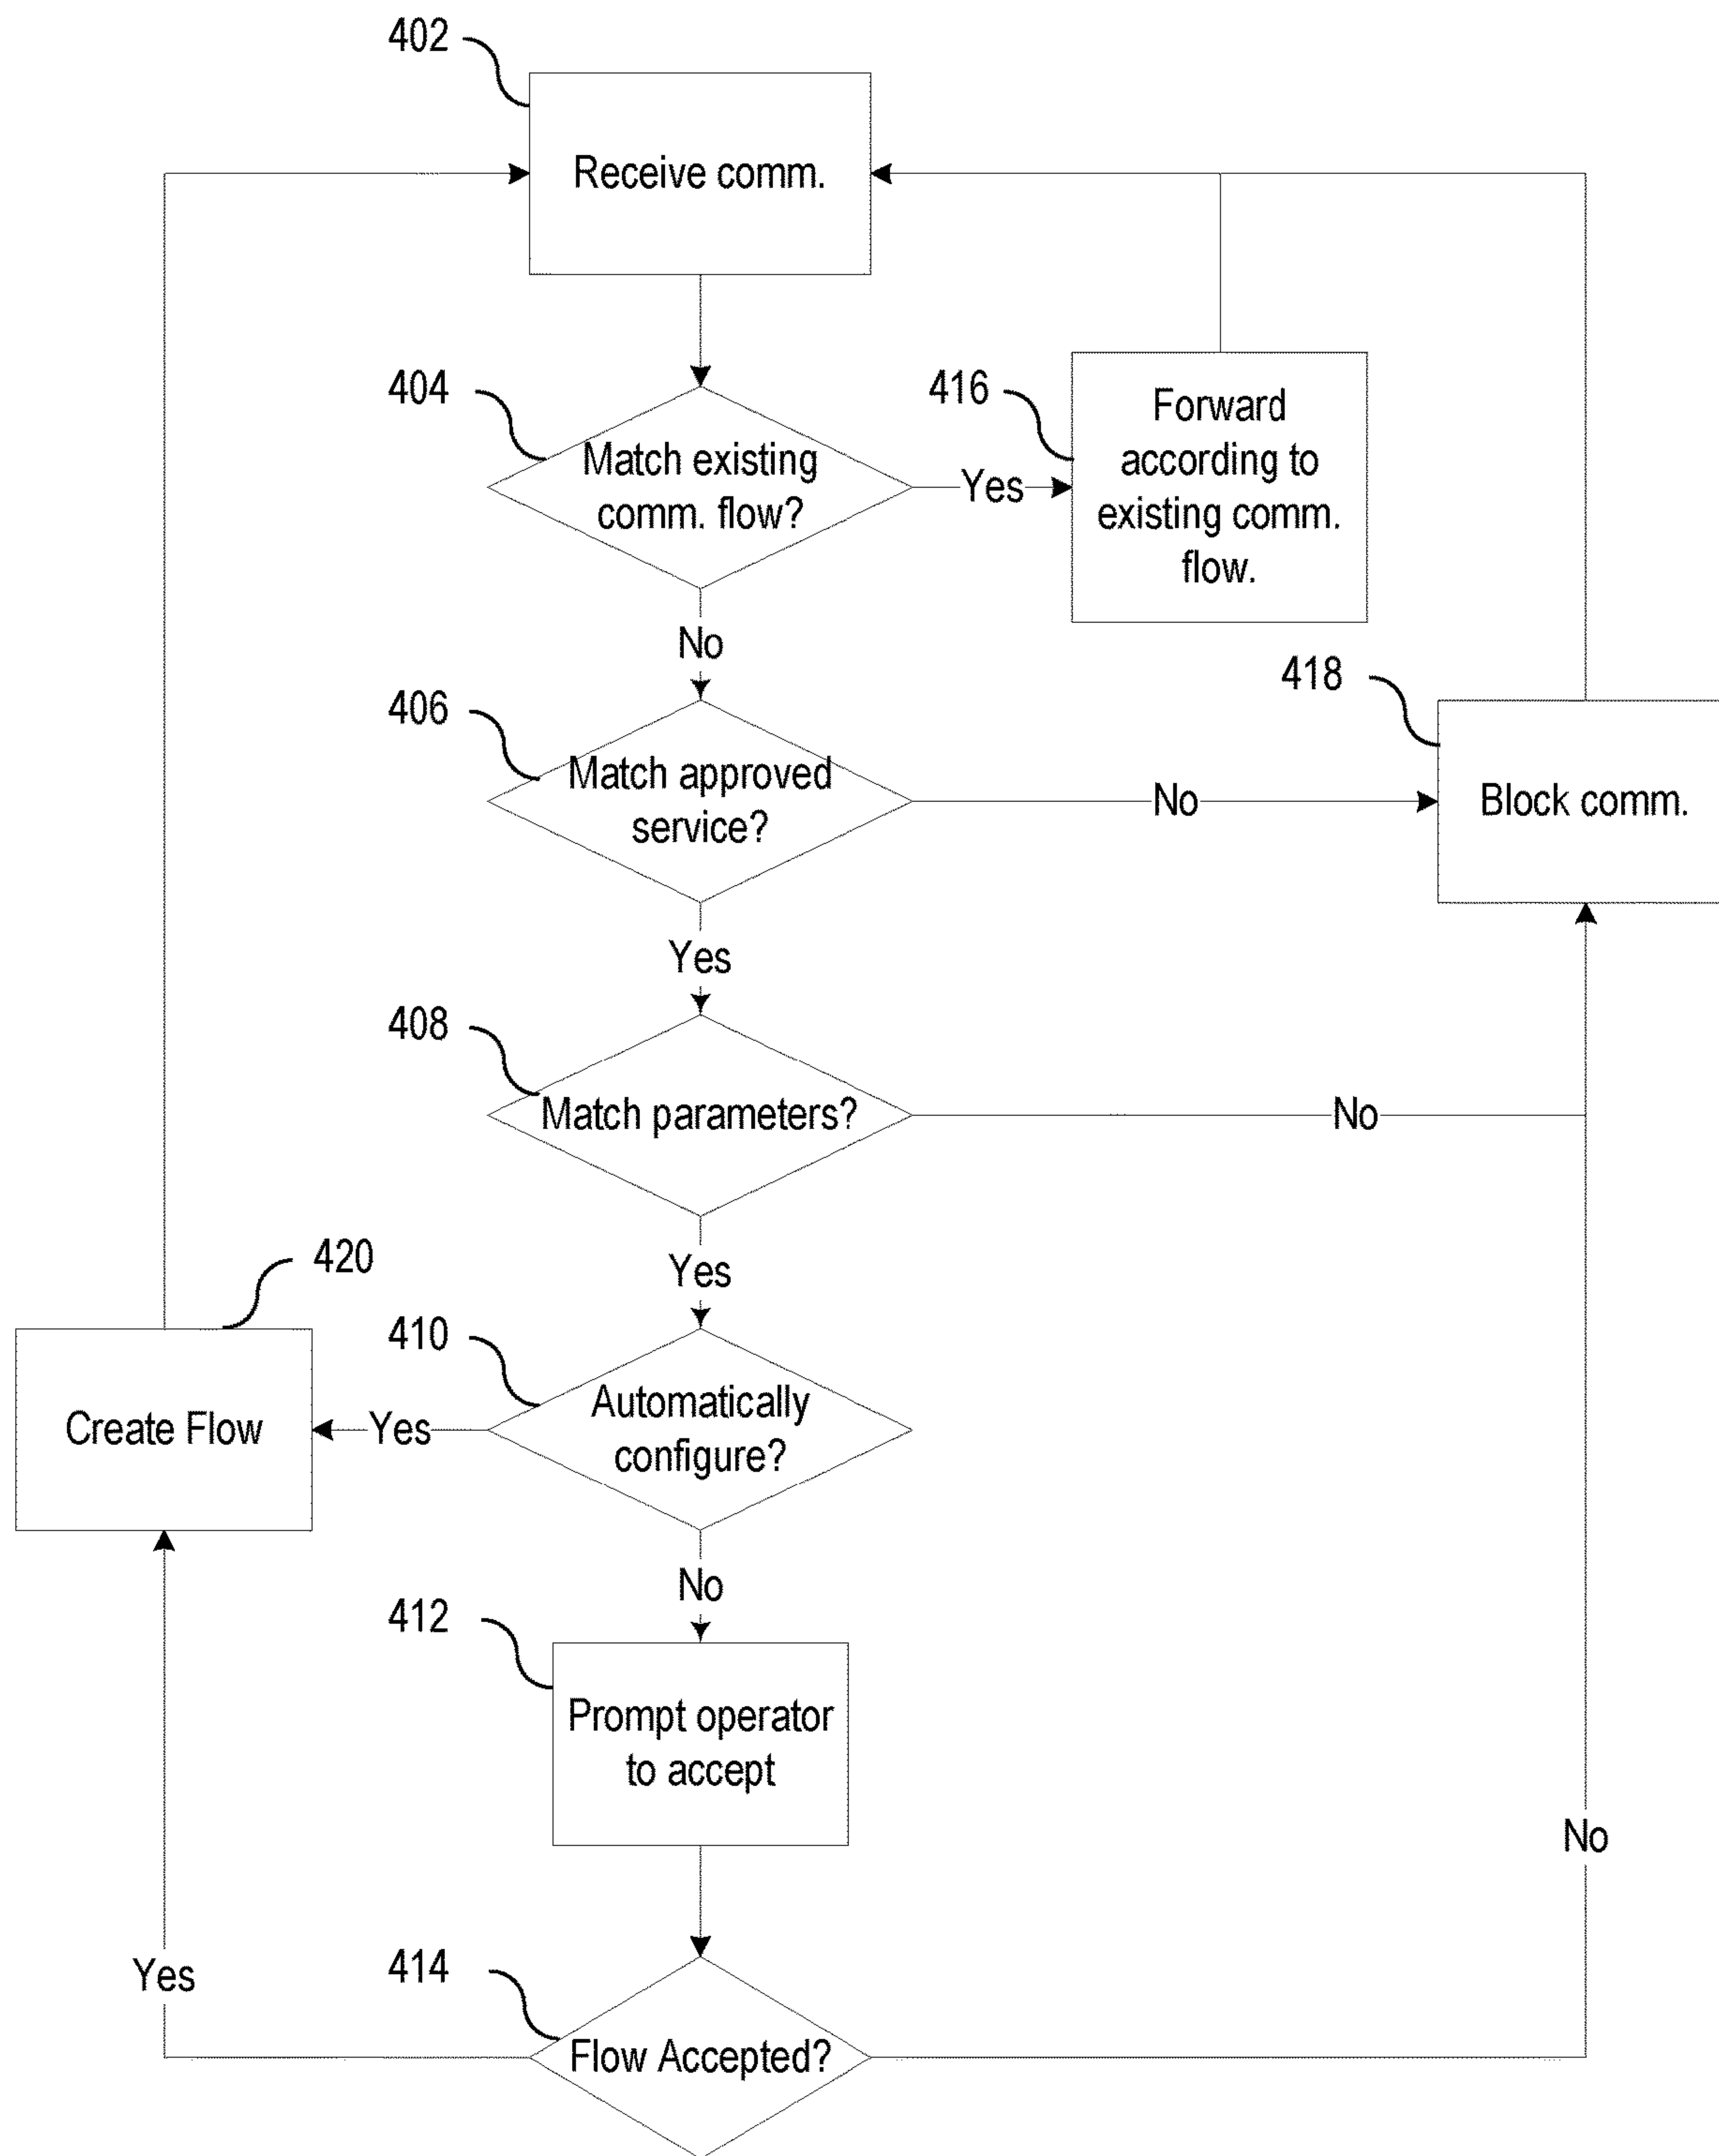 402
Receive comm.
404
Match existing
comm. flow?
Yes
416
Forward
according to
existing comm.
flow.
No
406
Match approved
service?
No
418
Block comm.
Yes
408
Match parameters?
No
Yes
420
Create Flow
410
Automatically
configure?
Yes
No
412
Prompt operator
to accept
No
Yes
414
Flow Accepted?